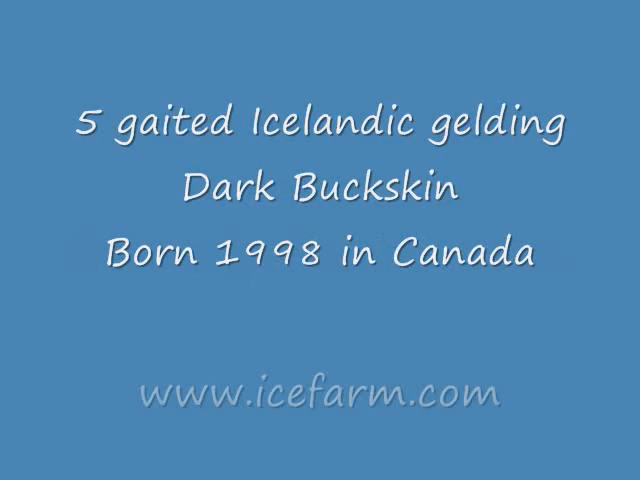 5 gaited Icelandic gelding
Dark Buckskin
Born 1998 in Canada
www.icefarm.com